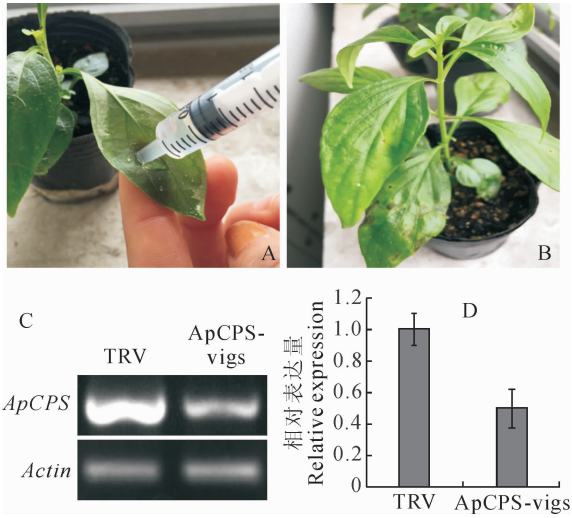 A
B
C
TRV
ApCPS-
vigs
ApCPS
Actin
D
相对表达量
Relative expression
1.2
1.0
0.8
0.6
0.4
0.2
0
TRV
ApCPS-vigs